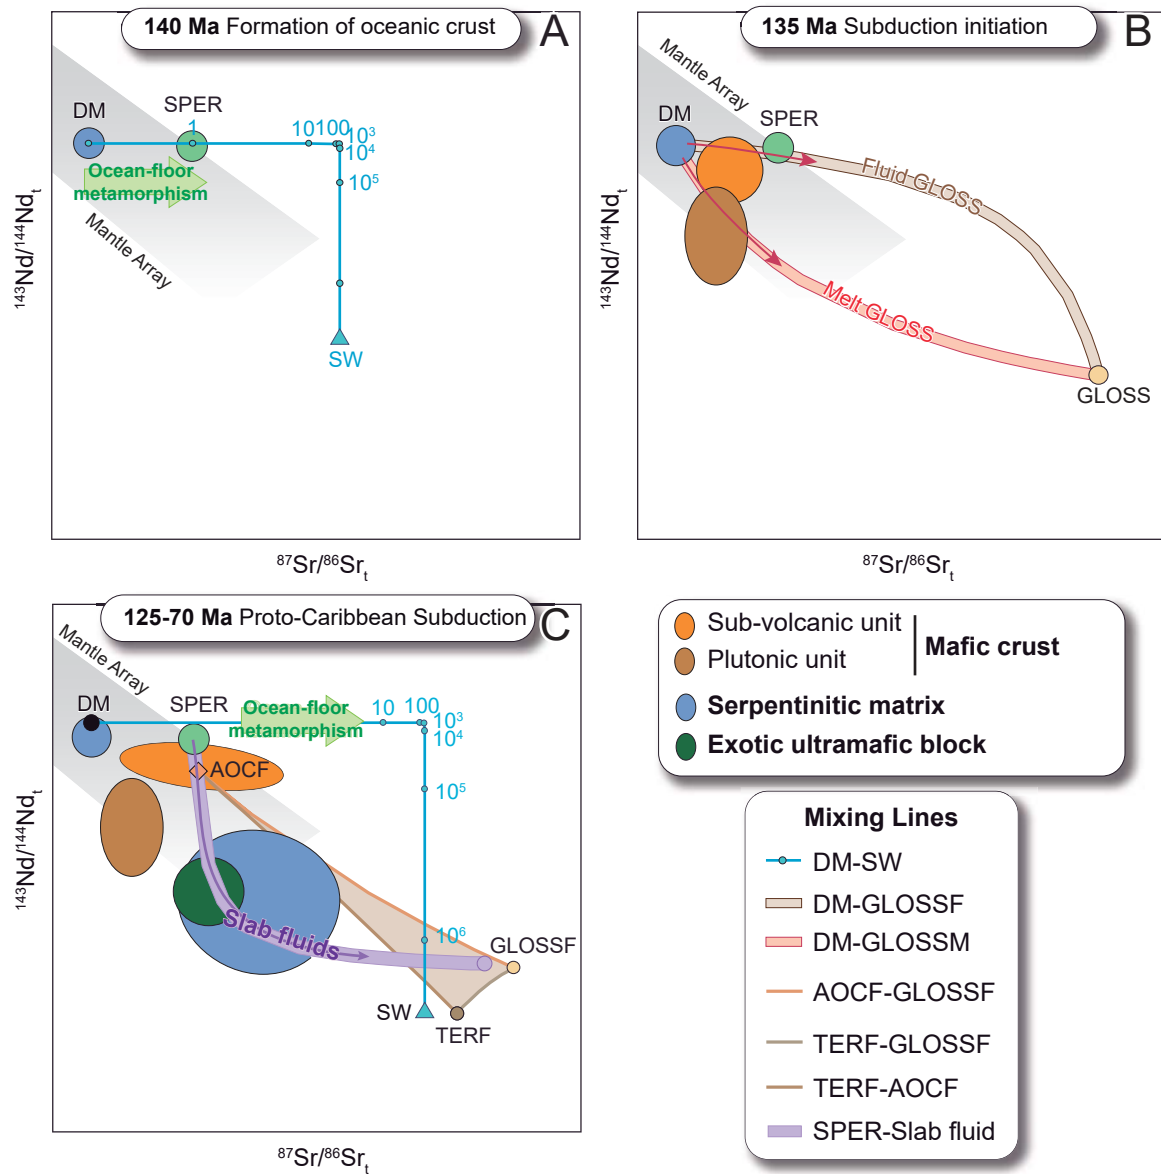 140 Ma Formation of oceanic crust
A
DM
SPER
1
10
100
10³
10⁴
10⁵
Ocean-floor
metamorphism
Mantle Array
SW
¹⁴³Nd/¹⁴⁴Ndₜ
⁸⁷Sr/⁸⁶Srₜ
135 Ma Subduction initiation
B
Mantle Array
DM
SPER
Fluid GLOSS
Melt GLOSS
GLOSS
¹⁴³Nd/¹⁴⁴Ndₜ
⁸⁷Sr/⁸⁶Srₜ
125-70 Ma Proto-Caribbean Subduction
C
Mantle Array
DM
SPER
Ocean-floor
metamorphism
10
100
10³
10⁴
10⁵
10⁶
AOCF
Slab fluids
GLOSSF
SW
TERF
¹⁴³Nd/¹⁴⁴Ndₜ
⁸⁷Sr/⁸⁶Srₜ
Sub-volcanic unit
Plutonic unit
Mafic crust
Serpentinitic matrix
Exotic ultramafic block
Mixing Lines
DM-SW
DM-GLOSSF
DM-GLOSSM
AOCF-GLOSSF
TERF-GLOSSF
TERF-AOCF
SPER-Slab fluid